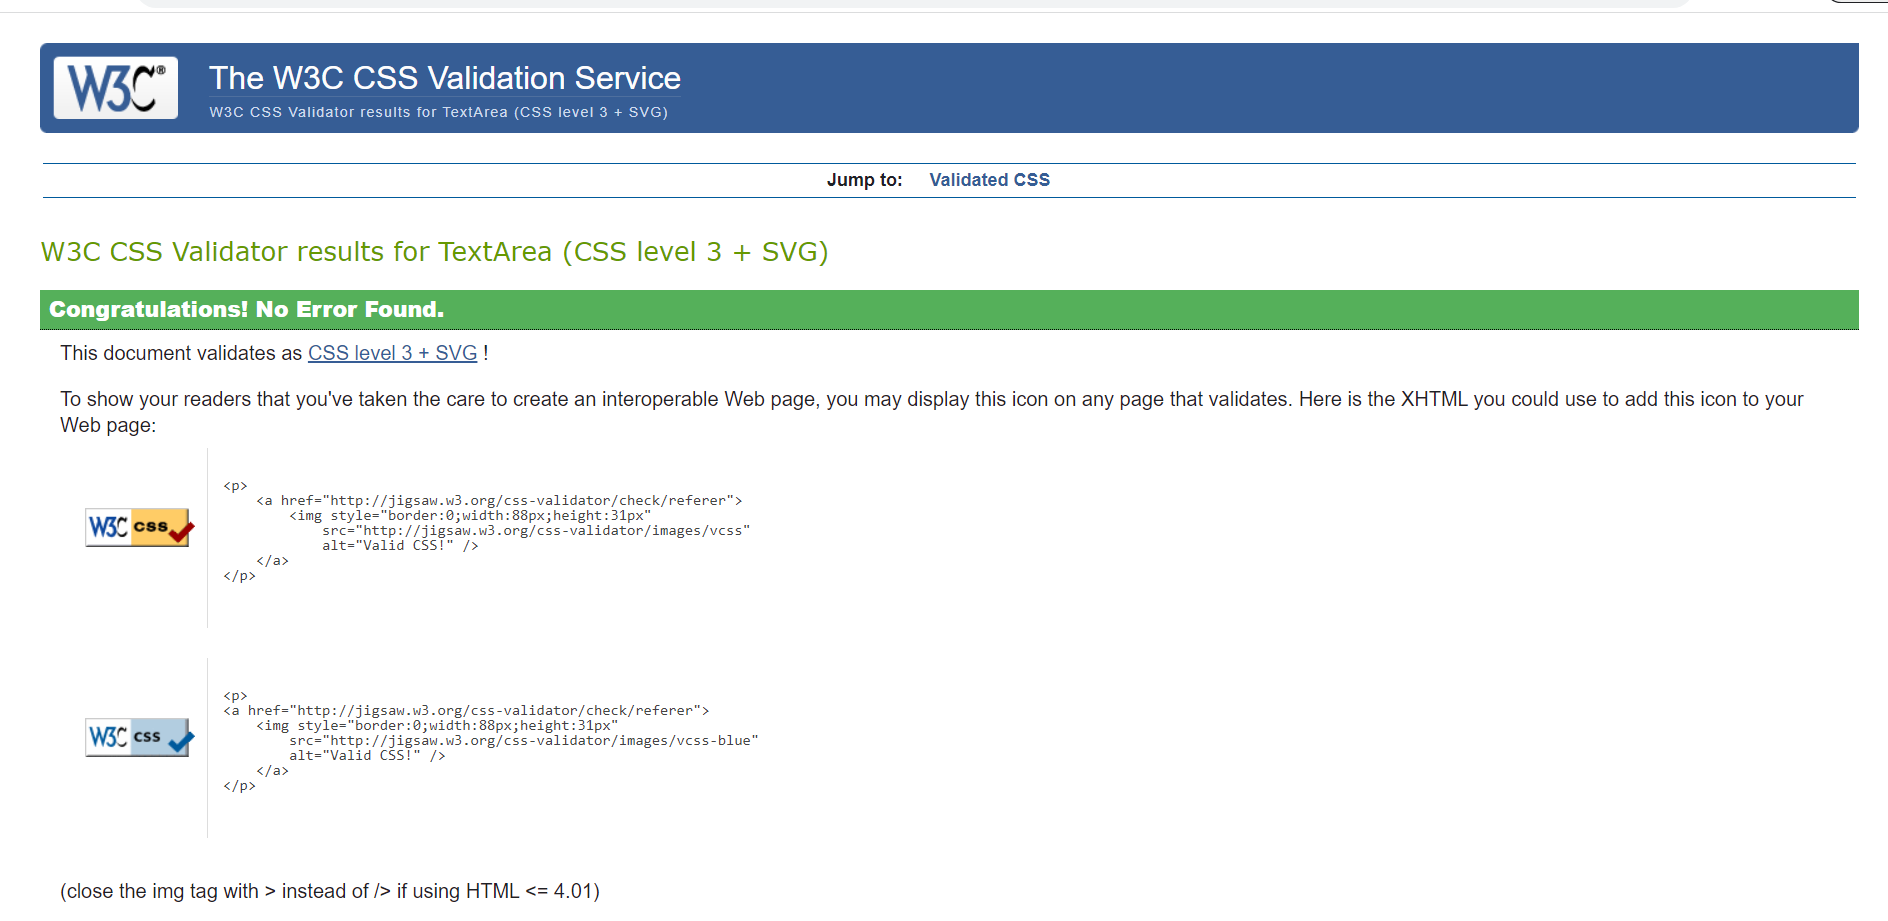 W3C®
The W3C CSS Validation Service
W3C CSS Validator results for TextArea (CSS level 3 + SVG)
Jump to: Validated CSS
W3C CSS Validator results for TextArea (CSS level 3 + SVG)
Congratulations! No Error Found.
This document validates as CSS level 3 + SVG !
To show your readers that you've taken the care to create an interoperable Web page, you may display this icon on any page that validates. Here is the XHTML you could use to add this icon to your
Web page:
W3C css
<p>
    <a href="http://jigsaw.w3.org/css-validator/check/referer">
        <img style="border:0;width:88px;height:31px"
            src="http://jigsaw.w3.org/css-validator/images/vcss"
            alt="Valid CSS!" />
    </a>
</p>
W3C css
<p>
<a href="http://jigsaw.w3.org/css-validator/check/referer">
    <img style="border:0;width:88px;height:31px"
        src="http://jigsaw.w3.org/css-validator/images/vcss-blue"
        alt="Valid CSS!" />
    </a>
</p>
(close the img tag with > instead of /> if using HTML <= 4.01)